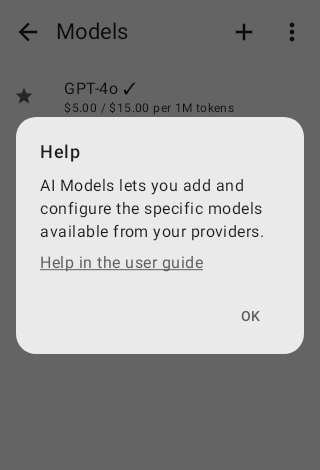 Models
GPT-4o ✓
$5.00 / $15.00 per 1M tokens
Help
AI Models lets you add and
configure the specific models
available from your providers.
Help in the user guide
OK